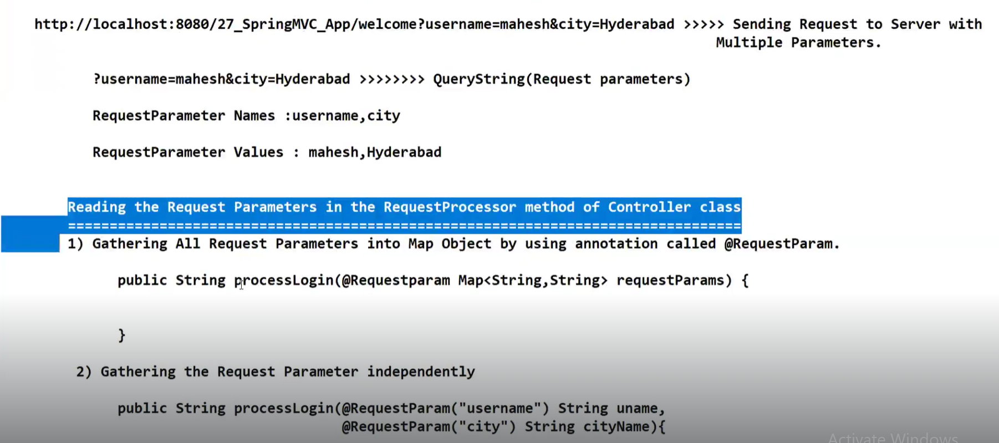 http://localhost:8080/27_SpringMVC_App/welcome?username=mahesh&city=Hyderabad >>>>> Sending Request to Server with
Multiple Parameters.
?username=mahesh&city=Hyderabad >>>>>>>> QueryString(Request parameters)
RequestParameter Names :username,city
RequestParameter Values : mahesh,Hyderabad
Reading the Request Parameters in the RequestProcessor method of Controller class
=================================================================================
1) Gathering All Request Parameters into Map Object by using annotation called @RequestParam.
public String processLogin(@Requestparam Map<String,String> requestParams) {
}
2) Gathering the Request Parameter independently
public String processLogin(@RequestParam("username") String uname,
@RequestParam("city") String cityName){
Activate Windows